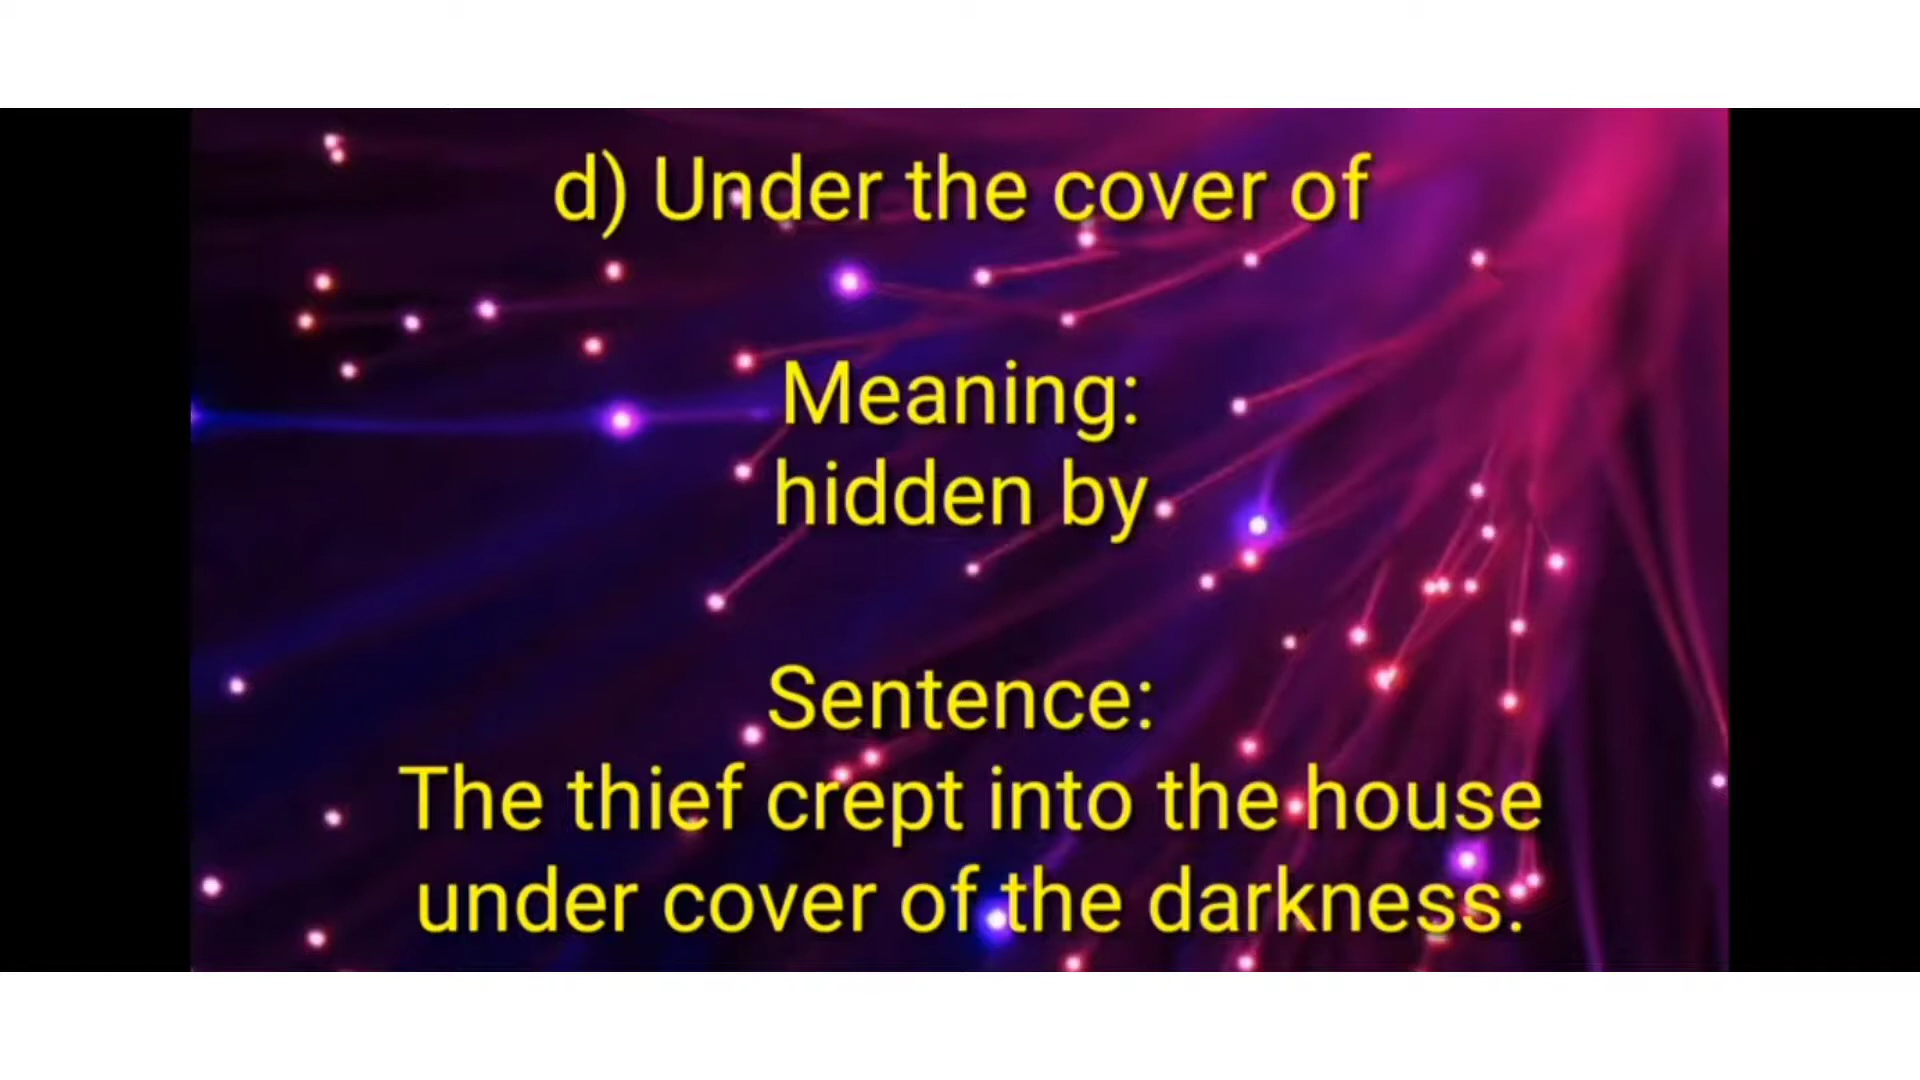 d) Under the cover of
Meaning:
hidden by
Sentence:
The thief crept into the house
under cover of the darkness.